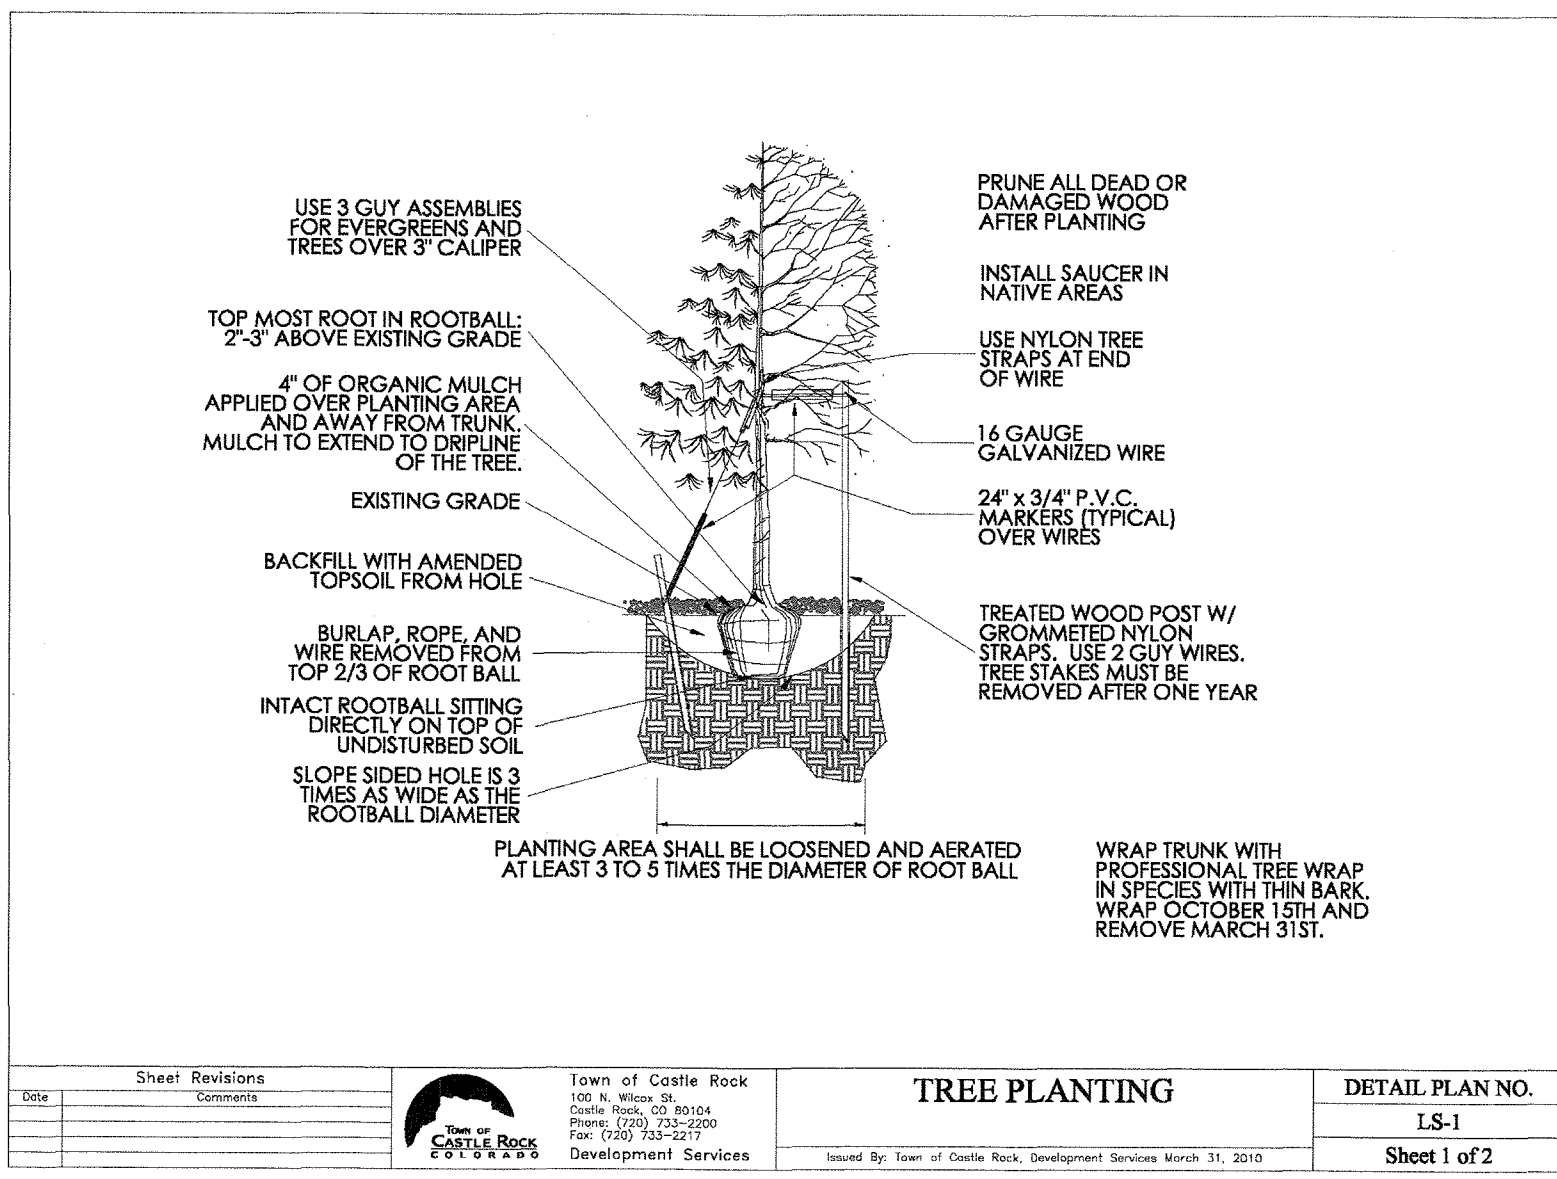 USE 3 GUY ASSEMBLIES
FOR EVERGREENS AND
TREES OVER 3" CALIPER
TOP MOST ROOT IN ROOTBALL:
2"-3" ABOVE EXISTING GRADE
4" OF ORGANIC MULCH
APPLIED OVER PLANTING AREA
AND AWAY FROM TRUNK.
MULCH TO EXTEND TO DRIPLINE
OF THE TREE.
EXISTING GRADE
BACKFILL WITH AMENDED
TOPSOIL FROM HOLE
BURLAP, ROPE, AND
WIRE REMOVED FROM
TOP 2/3 OF ROOT BALL
INTACT ROOTBALL SITTING
DIRECTLY ON TOP OF
UNDISTURBED SOIL
SLOPE SIDED HOLE IS 3
TIMES AS WIDE AS THE
ROOTBALL DIAMETER
PRUNE ALL DEAD OR
DAMAGED WOOD
AFTER PLANTING
INSTALL SAUCER IN
NATIVE AREAS
USE NYLON TREE
STRAPS AT END
OF WIRE
16 GAUGE
GALVANIZED WIRE
24" x 3/4" P.V.C.
MARKERS (TYPICAL)
OVER WIRES
TREATED WOOD POST W/
GROMMETED NYLON
STRAPS. USE 2 GUY WIRES.
TREE STAKES MUST BE
REMOVED AFTER ONE YEAR
PLANTING AREA SHALL BE LOOSENED AND AERATED
AT LEAST 3 TO 5 TIMES THE DIAMETER OF ROOT BALL
WRAP TRUNK WITH
PROFESSIONAL TREE WRAP
IN SPECIES WITH THIN BARK.
WRAP OCTOBER 15TH AND
REMOVE MARCH 31ST.
Sheet Revisions
Date Comments
TOWN OF
CASTLE ROCK
COLORADO
Town of Castle Rock
100 N. Wilcox St.
Castle Rock, CO 80104
Phone: (720) 733-2200
Fax: (720) 733-2217
Development Services
TREE PLANTING
Issued By: Town of Castle Rock, Development Services March 31, 2010
DETAIL PLAN NO.
LS-1
Sheet 1 of 2